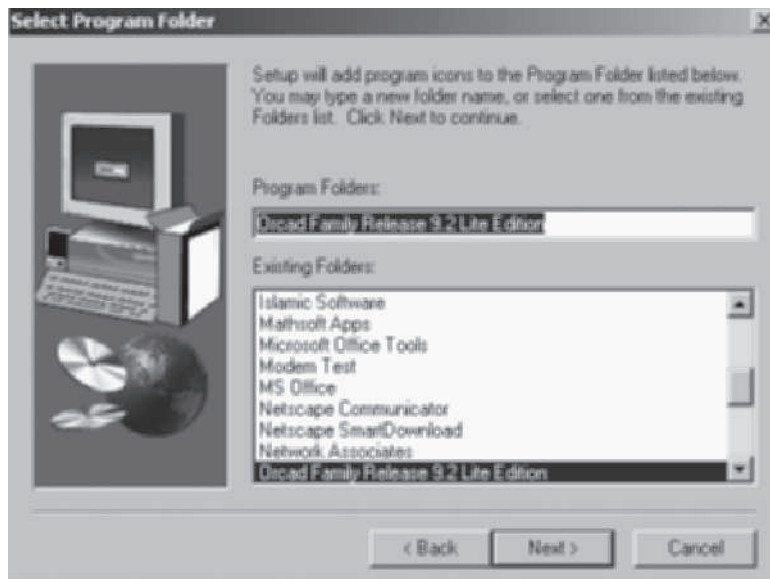 Select Program Folder
Setup will add program icons to the Program Folder listed below.
You may type a new folder name, or select one from the existing
Folders list. Click Next to continue.
Program Folders:
Orcad Family Release 9.2 Lite Edition
Existing Folders:
Islamic Software
Mathsoft Apps
Microsoft Office Tools
Modem Test
MS Office
Netscape Communicator
Netscape SmartDownload
Network Associates
Orcad Family Release 9.2 Lite Edition
< Back
Next >
Cancel